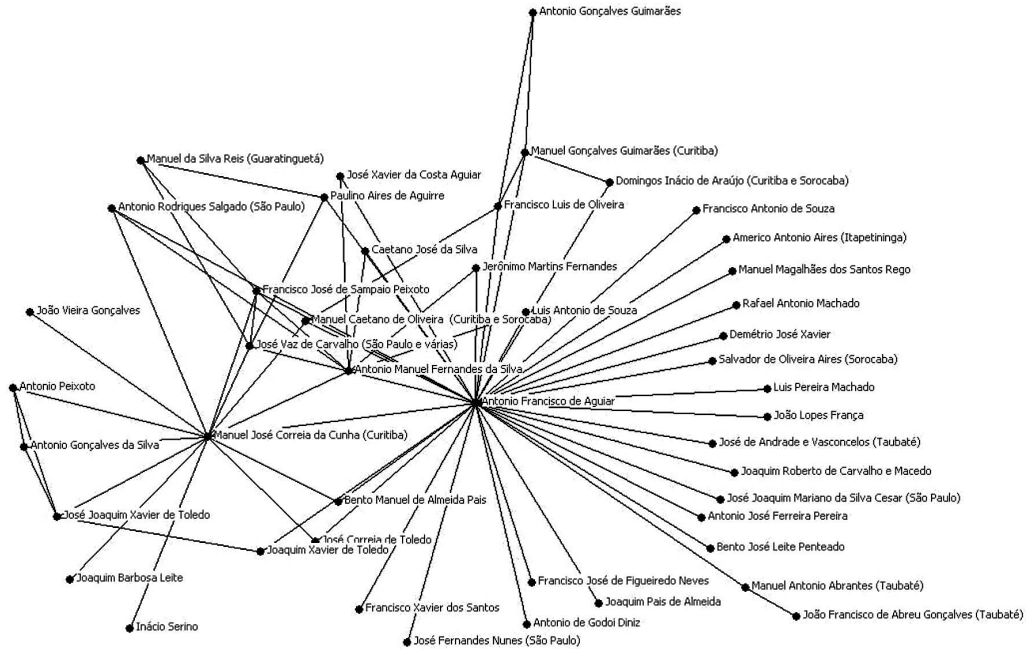 Antonio Gonçalves Guimarães
Manuel Gonçalves Guimarães (Curitiba)
Manuel da Silva Reis (Guaratinguetá)
José Xavier da Costa Aguiar
Domingos Inácio de Araújo (Curitiba e Sorocaba)
Paulino Aires de Aguirre
Francisco Luis de Oliveira
Antonio Rodrigues Salgado (São Paulo)
Francisco Antonio de Souza
Americo Antonio Aires (Itapetininga)
Caetano José da Silva
Jerônimo Martins Fernandes
Manuel Magalhães dos Santos Rego
Francisco José de Sampaio Peixoto
Rafael Antonio Machado
João Vieira Gonçalves
Luis Antonio de Souza
Manuel Caetano de Oliveira (Curitiba e Sorocaba)
Demétrio José Xavier
José Vaz de Carvalho (São Paulo e várias)
Salvador de Oliveira Aires (Sorocaba)
Antonio Manuel Fernandes da Silva
Antonio Peixoto
Luis Pereira Machado
Antonio Francisco de Aguiar
João Lopes França
Manuel José Correia da Cunha (Curitiba)
Antonio Gonçalves da Silva
José de Andrade e Vasconcelos (Taubaté)
Joaquim Roberto de Carvalho e Macedo
Bento Manuel de Almeida Pais
José Joaquim Mariano da Silva Cesar (São Paulo)
José Joaquim Xavier de Toledo
Antonio José Ferreira Pereira
José Correia de Toledo
Joaquim Xavier de Toledo
Bento José Leite Penteado
Joaquim Barbosa Leite
Francisco José de Figueiredo Neves
Manuel Antonio Abrantes (Taubaté)
Joaquim Pais de Almeida
Francisco Xavier dos Santos
João Francisco de Abreu Gonçalves (Taubaté)
Inácio Serino
Antonio de Godoi Diniz
José Fernandes Nunes (São Paulo)